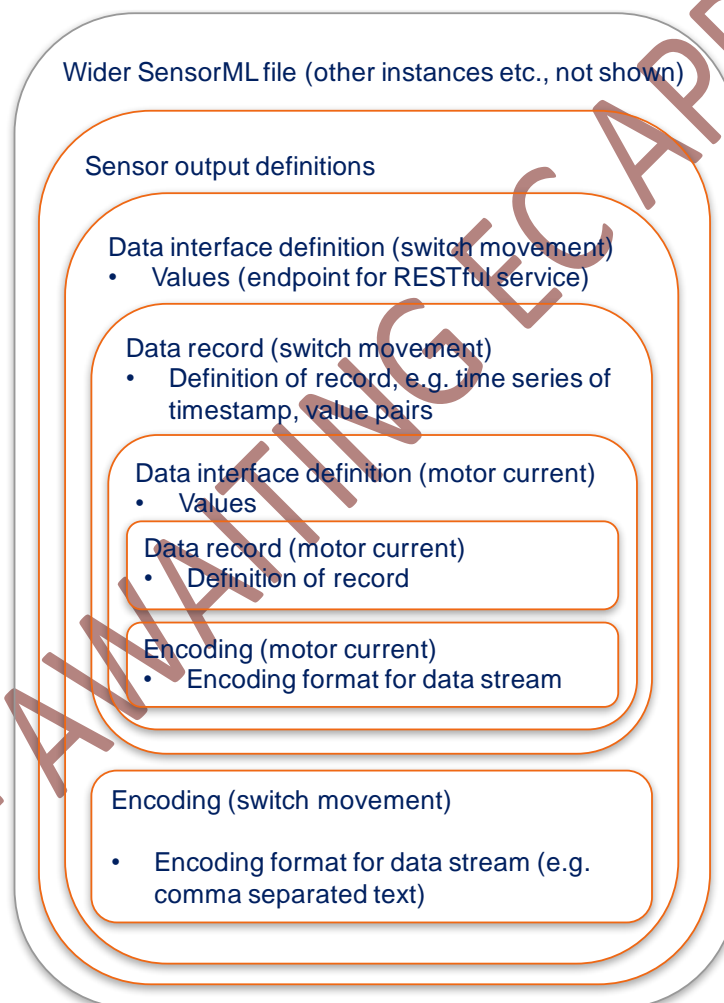 Wider SensorML file (other instances etc., not shown)
Sensor output definitions
Data interface definition (switch movement)
• Values (endpoint for RESTful service)
Data record (switch movement)
• Definition of record, e.g. time series of
timestamp, value pairs
Data interface definition (motor current)
• Values
Data record (motor current)
• Definition of record
Encoding (motor current)
• Encoding format for data stream
Encoding (switch movement)
• Encoding format for data stream (e.g.
comma separated text)
AWAITING EC